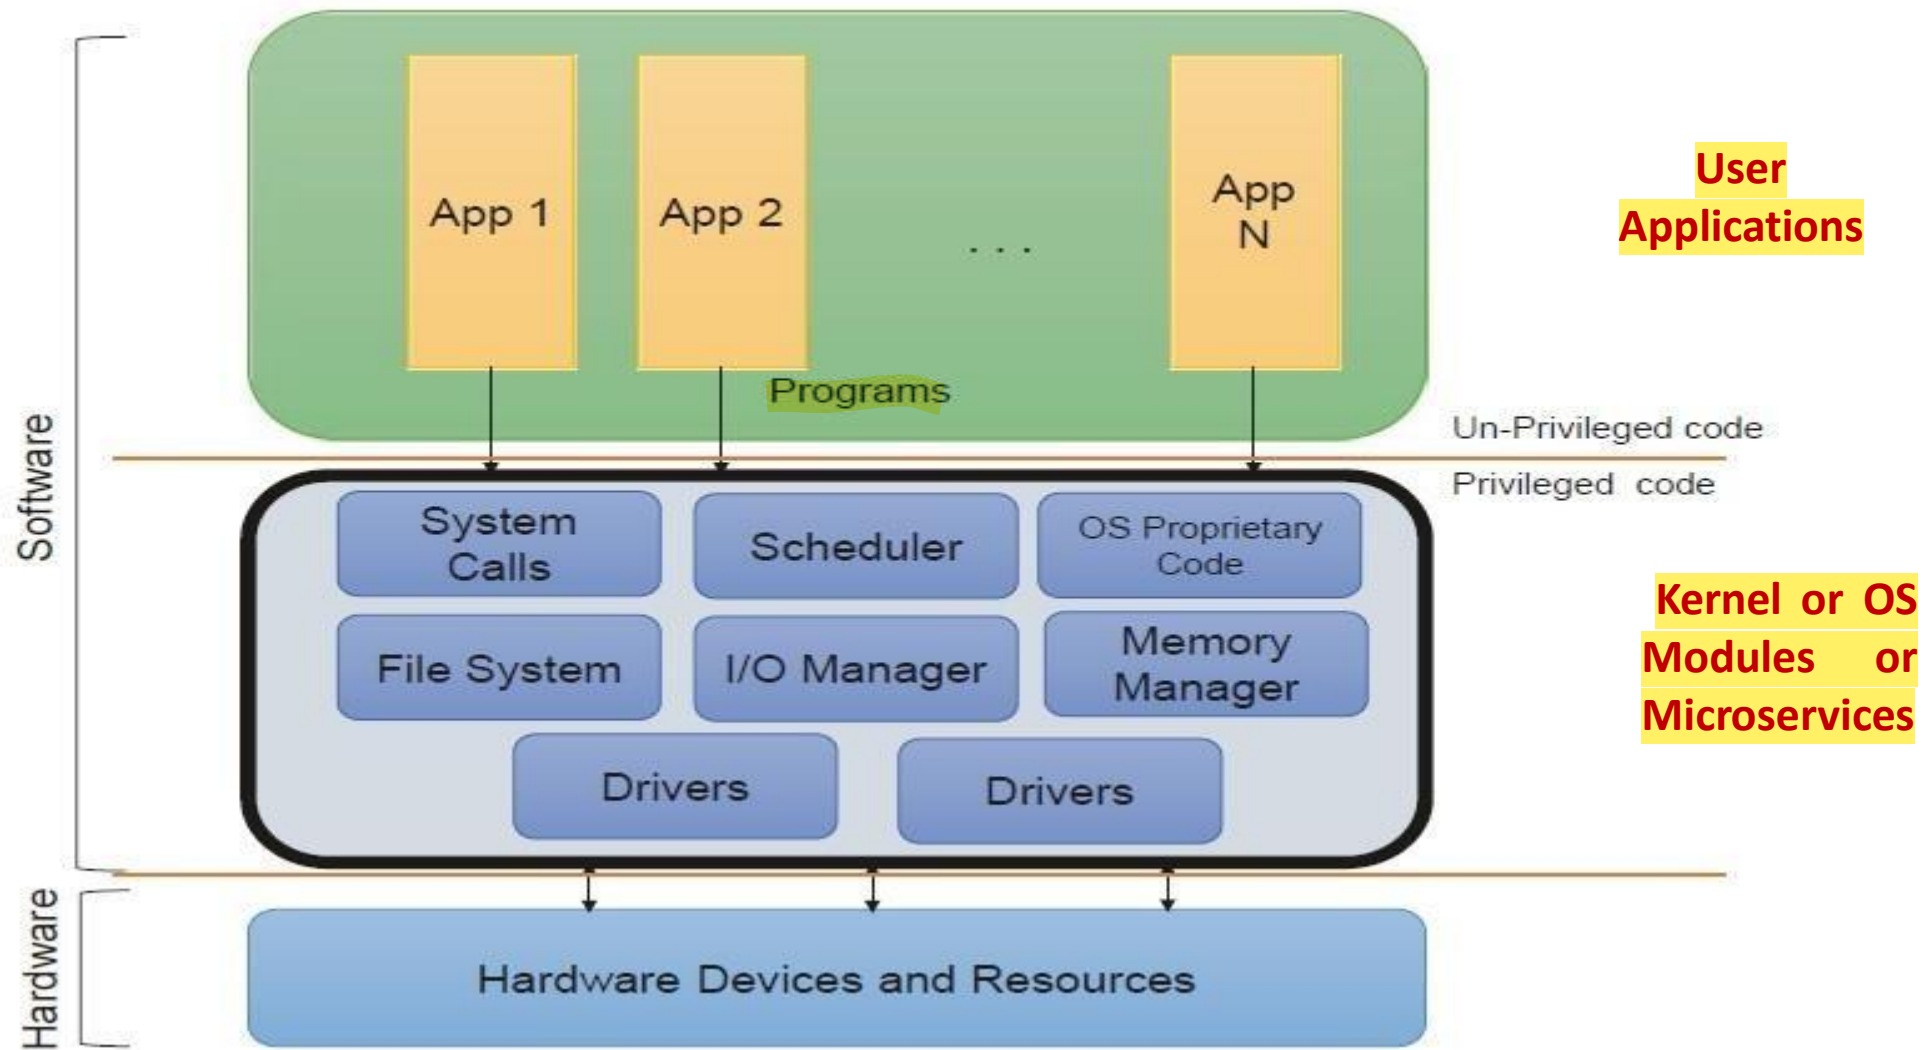 Software
App 1
App 2
. . .
App
N
Programs
User
Applications
Un-Privileged code
Privileged code
System
Calls
Scheduler
OS Proprietary
Code
File System
I/O Manager
Memory
Manager
Drivers
Drivers
Kernel or OS
Modules or
Microservices
Hardware
Hardware Devices and Resources